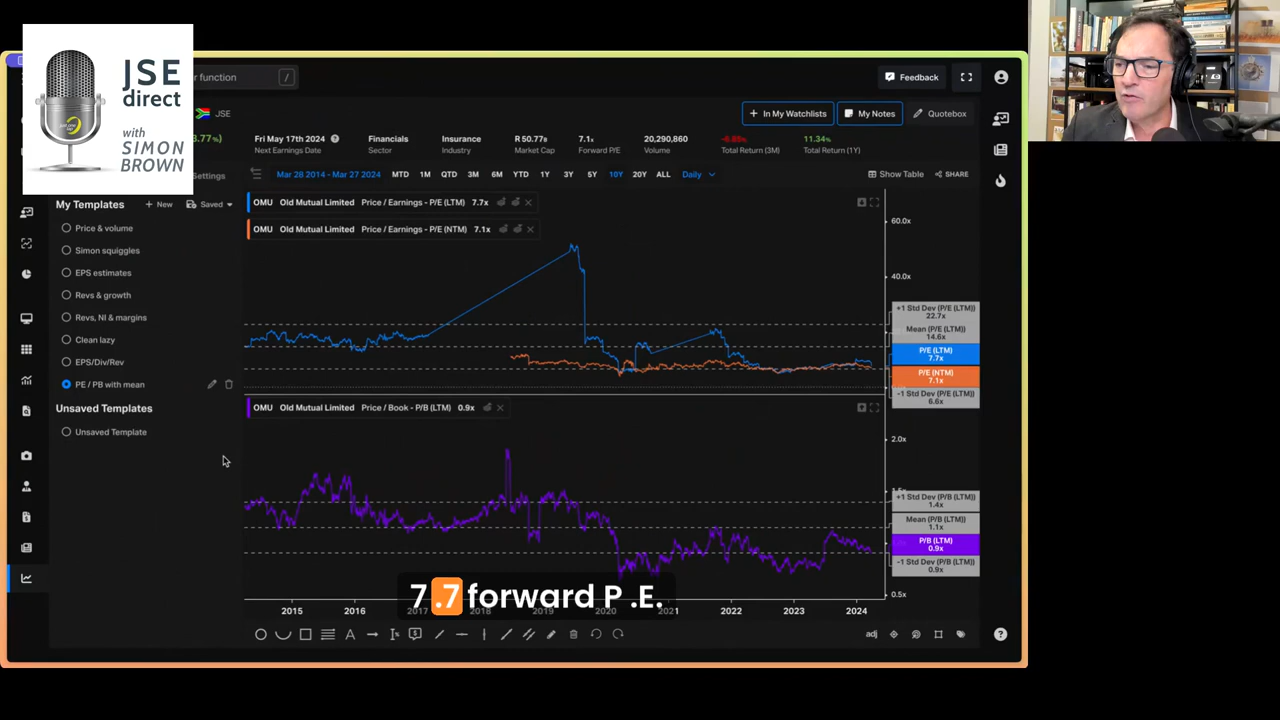 JSE
direct
with
SIMON
BROWN
r function
/
Feedback
JSE
In My Watchlists
My Notes
Quotebox
3.77%)
Fri May 17th 2024
Next Earnings Date
Financials
Sector
Insurance
Industry
R 50.77B
Market Cap
7.1x
Forward P/E
20,290,860
Volume
Total Return (3M)
11.34%
Total Return (1Y)
Settings
Mar 28 2014 - Mar 27 2024
MTD 1M QTD 3M 6M YTD 1Y 3Y 5Y 10Y 20Y ALL
Daily
Show Table
SHARE
My Templates
+ New
Saved
Price & volume
Simon squiggles
EPS estimates
Revs & growth
Revs, NI & margins
Clean lazy
EPS/Div/Rev
PE / PB with mean
Unsaved Templates
Unsaved Template
OMU Old Mutual Limited Price / Earnings - P/E (LTM) 7.7x
OMU Old Mutual Limited Price / Earnings - P/E (NTM) 7.1x
60.0x
40.0x
+1 Std Dev (P/E (LTM))
22.7x
Mean (P/E (LTM))
14.6x
P/E (LTM)
7.7x
P/E (NTM)
7.1x
-1 Std Dev (P/E (LTM))
6.6x
OMU Old Mutual Limited Price / Book - P/B (LTM) 0.9x
2.0x
+1 Std Dev (P/B (LTM))
1.4x
Mean (P/B (LTM))
1.1x
P/B (LTM)
0.9x
-1 Std Dev (P/B (LTM))
0.9x
0.5x
7.7 forward P .E.
2015 2016 2017 2018 2019 2020 2021 2022 2023 2024
adj